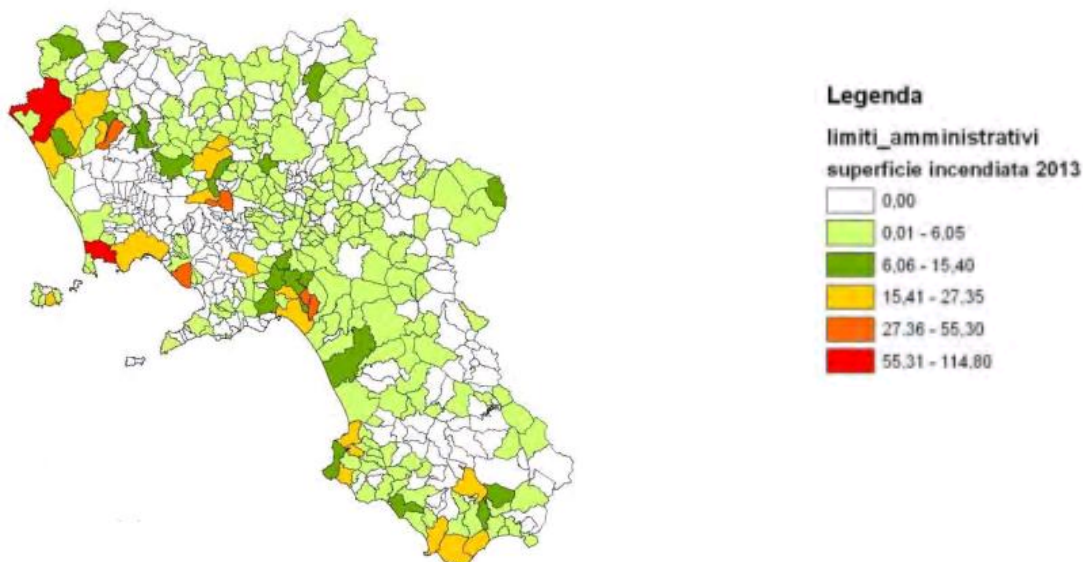 Legenda
limiti_amministrativi
superficie incendiata 2013
0,00
0,01 - 6,05
6,06 - 15,40
15,41 - 27,35
27,36 - 55,30
55,31 - 114,80